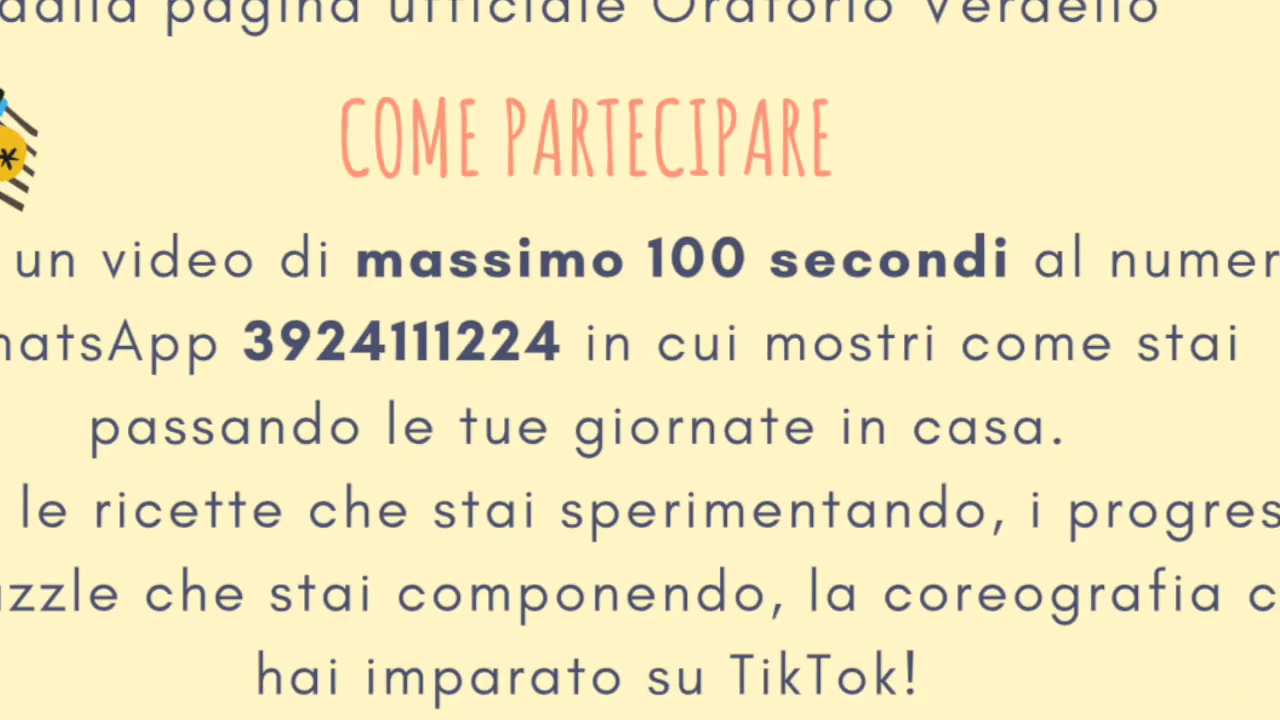 dalla pagina ufficiale Oratorio Verdello
COME PARTECIPARE
un video di massimo 100 secondi al numer
hatsApp 3924111224 in cui mostri come stai
passando le tue giornate in casa.
le ricette che stai sperimentando, i progres
zzle che stai componendo, la coreografia c
hai imparato su TikTok!